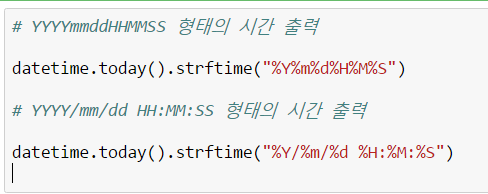 # YYYYmmddHHMMSS 형태의 시간 출력
datetime.today().strftime("%Y%m%d%H%M%S")
# YYYY/mm/dd HH:MM:SS 형태의 시간 출력
datetime.today().strftime("%Y/%m/%d %H:%M:%S")